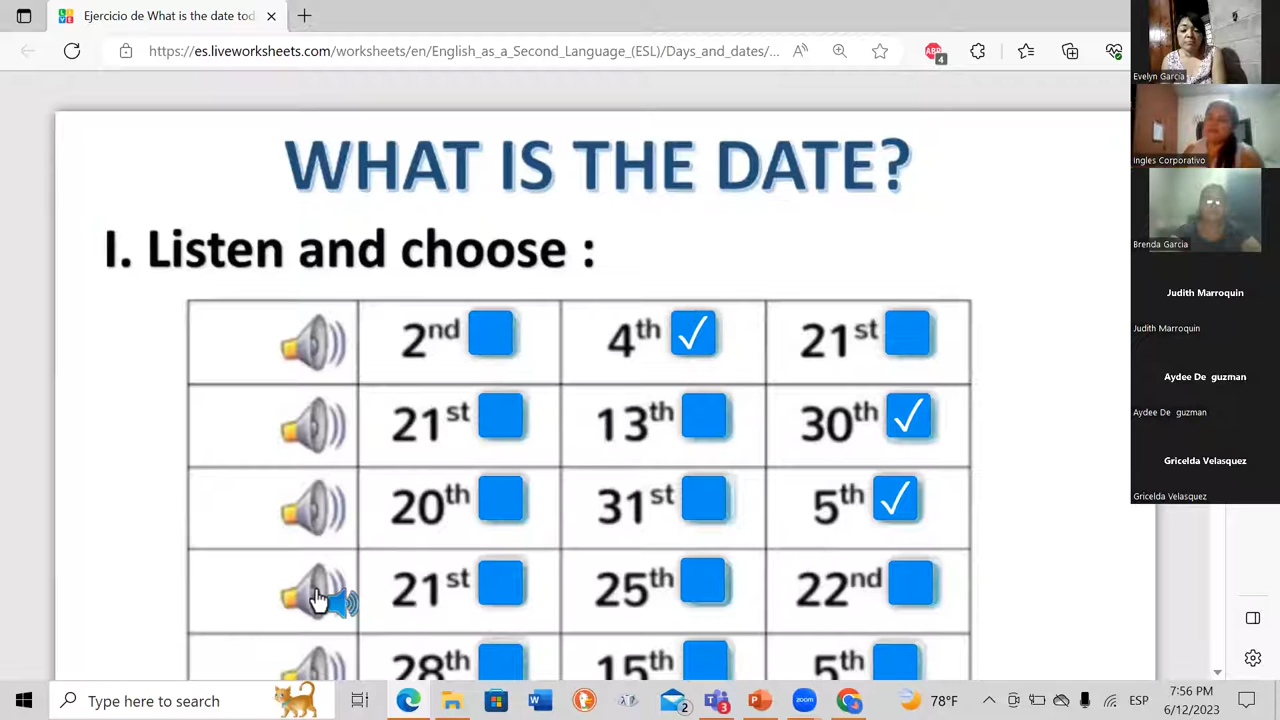 Ejercicio de What is the date tod
https://es.liveworksheets.com/worksheets/en/English_as_a_Second_Language_(ESL)/Days_and_dates/...
4
WHAT IS THE DATE?
I. Listen and choose :
2nd 4th 21st
21st 13th 30th
20th 31st 5th
21st 25th 22nd
28th 15th 5th
Evelyn Garcia
Ingles Corporativo
Brenda Garcia
Judith Marroquin
Judith Marroquin
Aydee De guzman
Aydee De guzman
Gricelda Velasquez
Gricelda Velasquez
Type here to search
2
3
78°F
ESP
7:56 PM
6/12/2023